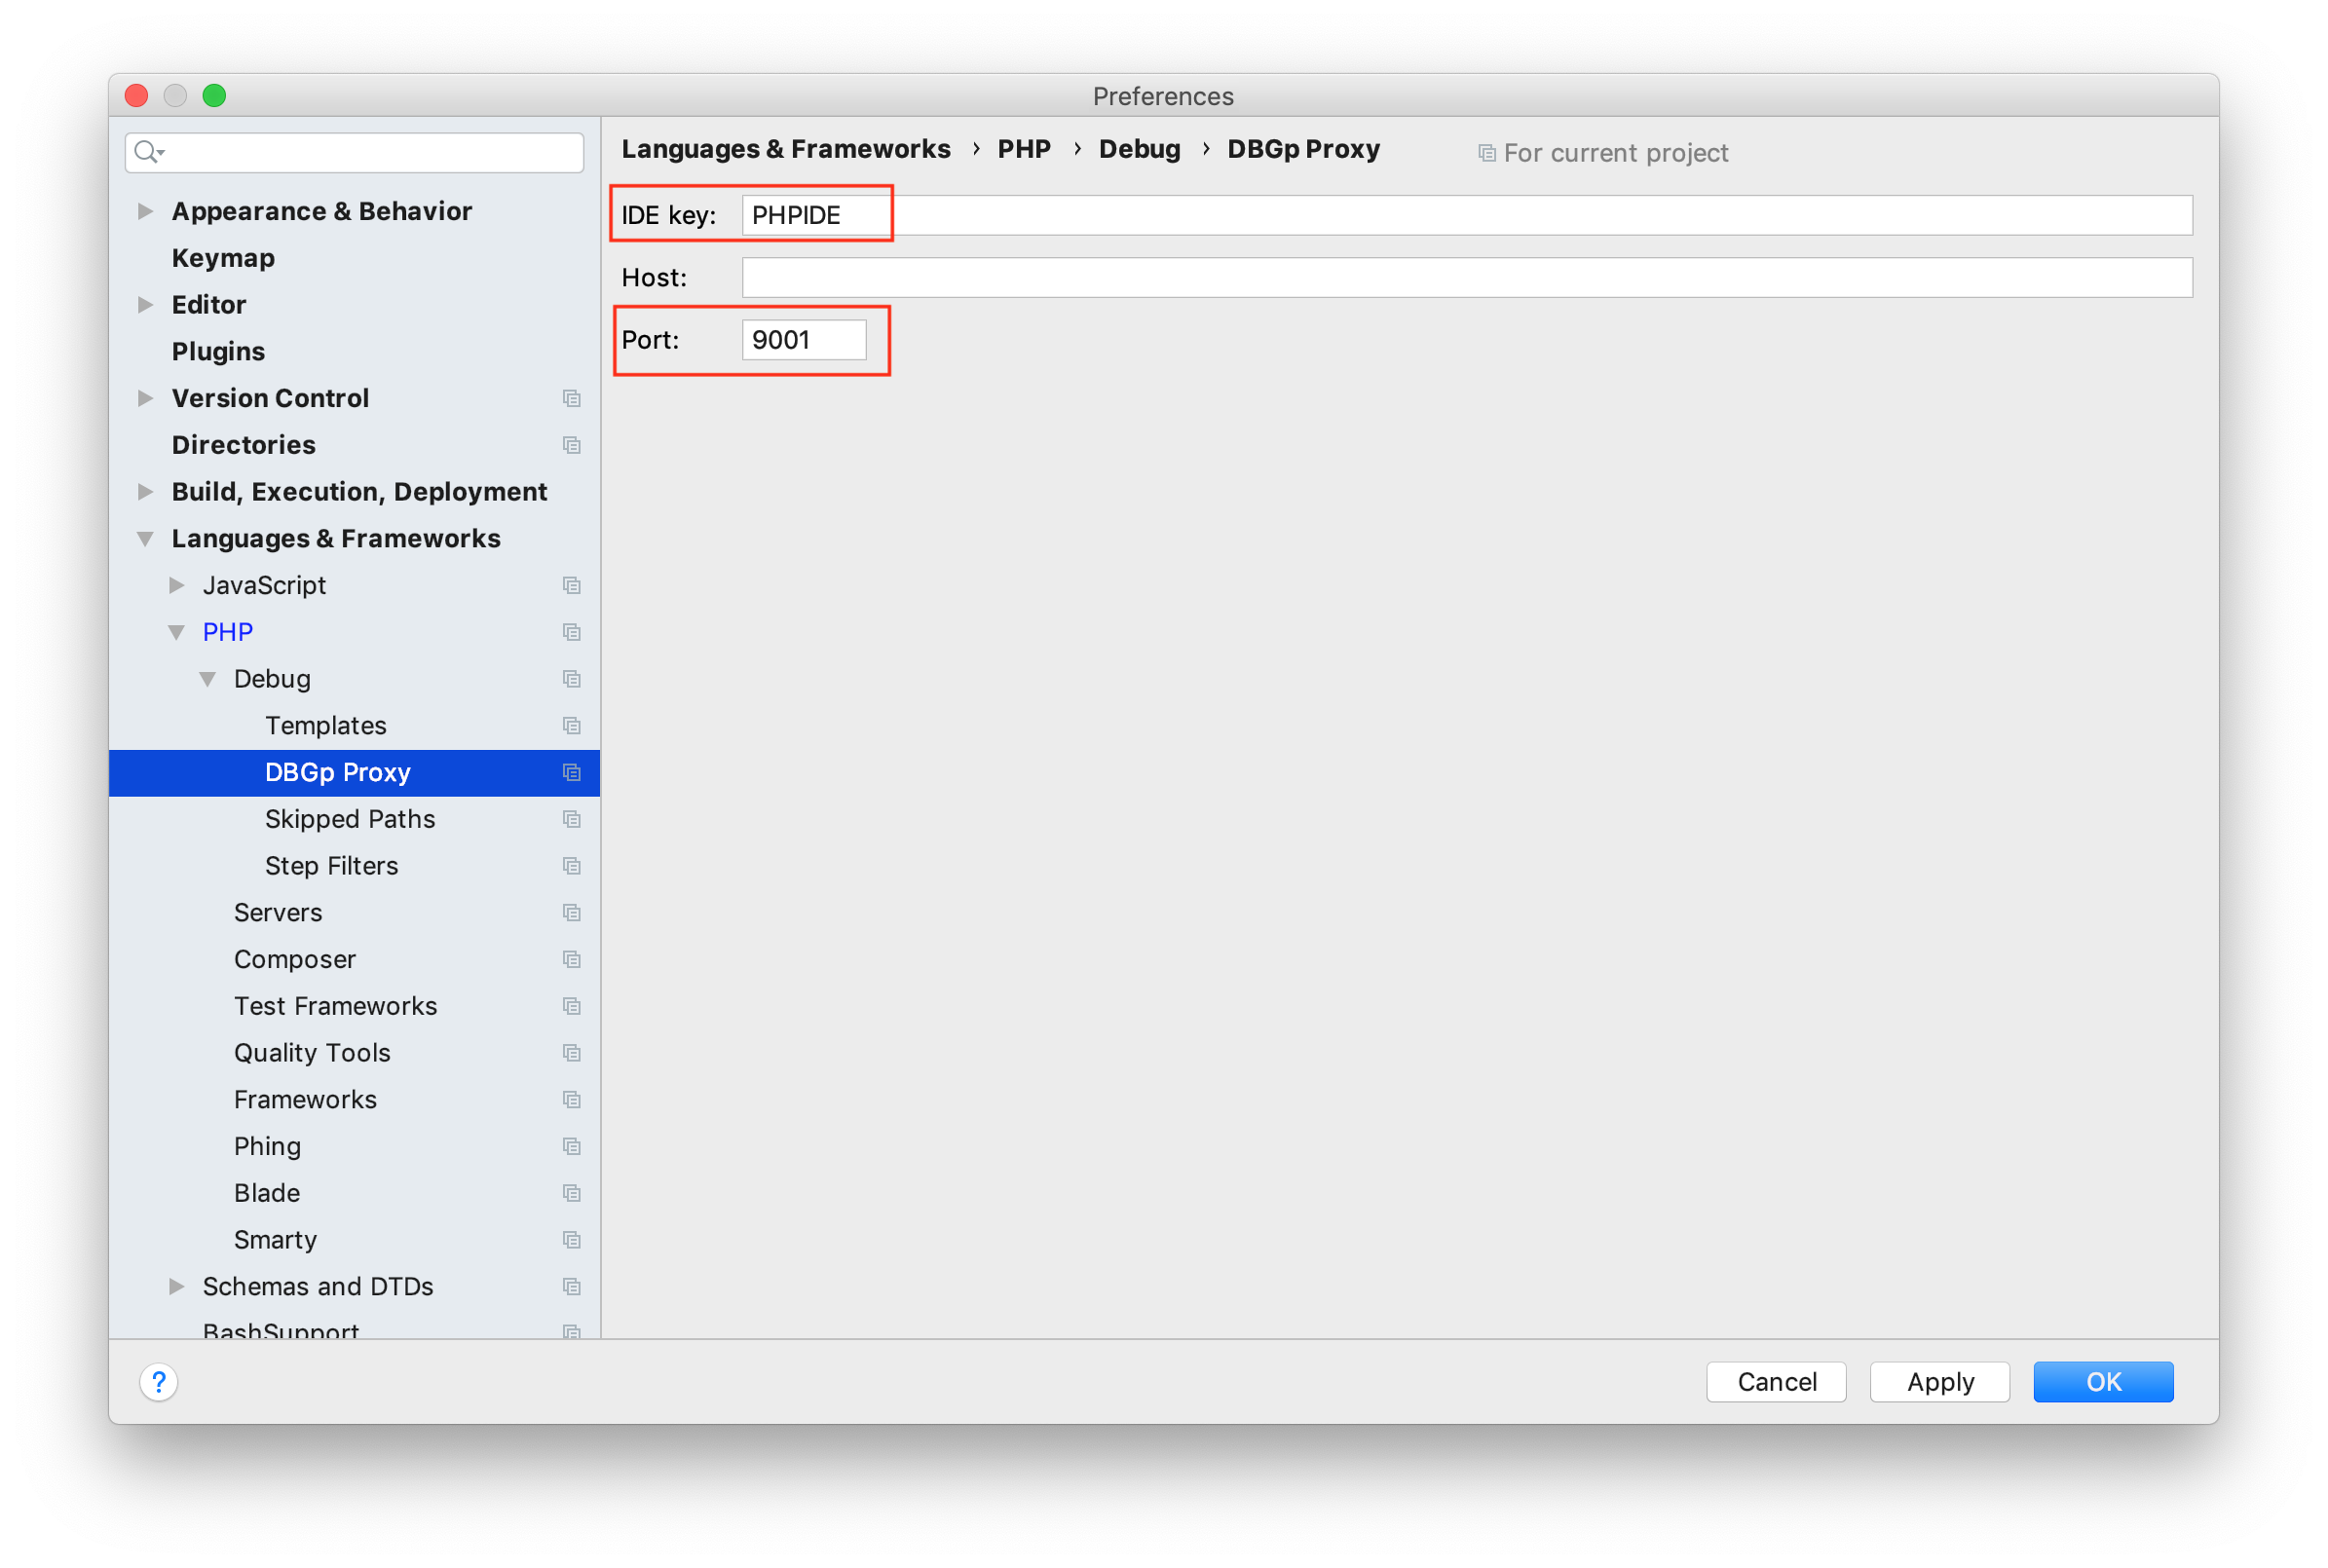 Preferences
Languages & Frameworks › PHP › Debug › DBGp Proxy For current project
IDE key: PHPIDE
Host:
Port: 9001
Appearance & Behavior
Keymap
Editor
Plugins
Version Control
Directories
Build, Execution, Deployment
Languages & Frameworks
JavaScript
PHP
Debug
Templates
DBGp Proxy
Skipped Paths
Step Filters
Servers
Composer
Test Frameworks
Quality Tools
Frameworks
Phing
Blade
Smarty
Schemas and DTDs
BashSupport
? Cancel Apply OK